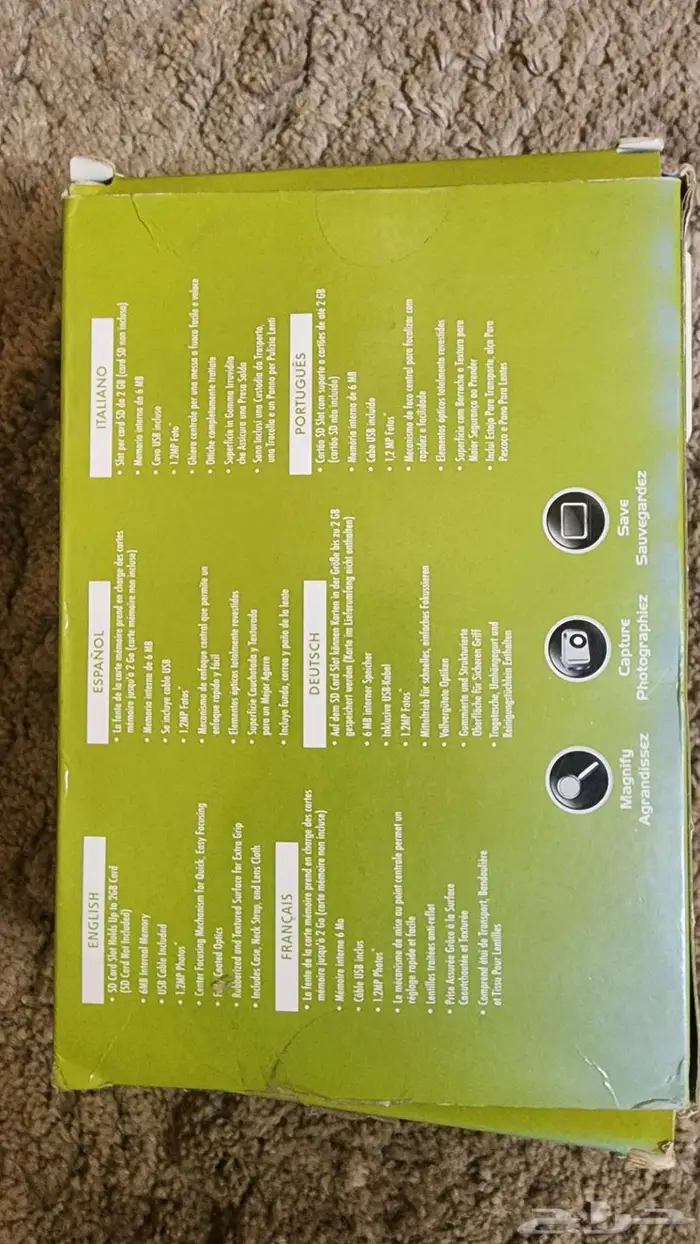 ENGLISH
• SD Card Slot Holds Up to 2GB Card
(SD Card Not Included)
• 6MB Internal Memory
• USB Cable Included
• 1.2MP Photos*
• Center Focusing Mechanism for Quick, Easy Focusing
• Fully Coated Optics
• Rubberized and Textured Surface for Extra Grip
• Includes Case, Neck Strap, and Lens Cloth
FRANÇAIS
• La fente de la carte mémoire prend en charge des cartes
mémoire jusqu'à 2 Go (carte mémoire non incluse)
• Mémoire interne 6 Mo
• Câble USB inclus
• 1.2MP Photos*
• Le mécanisme de mise au point centrale permet un
réglage rapide et facile
• Lentilles traitées anti-reflet
• Prise Assurée Grâce à la Surface
Caoutchoutée et Texturée
• Comprend étui de Transport, Bandoulière
et Tissu Pour Lentilles
ESPAÑOL
• La fente de la carte mémoire prend en charge des cartes
mémoire jusqu'à 2 Go (carte mémoire non incluse)
• Memoria interna de 6 MB
• Se incluye cable USB
• 1.2MP Fotos*
• Mecanismo de enfoque central que permite un
enfoque rápido y fácil
• Elementos ópticos totalmente revestidos
• Superficie Cauchotada y Texturada
para un Mejor Agarre
• Incluye funda, correa y paño de la lente
DEUTSCH
• Auf dem SD Card Slot können Karten in der Größe bis zu 2 GB
gespeichert werden (Karte im Lieferumfang nicht enthalten)
• 6 MB interner Speicher
• Inklusive USB-kabel
• 1.2MP Fotos*
• Mitteltrieb für schnelles, einfaches Fokussieren
• Vollvergütete Optiken
• Gummierte und Strukturierte
Oberfläche Für Sicheren Griff
• Tragetasche, Umhängegurt und
Reinigungstüchlein Enthalten
ITALIANO
• Slot per card SD da 2 GB (card SD non inclusa)
• Memoria interna da 6 MB
• Cavo USB incluso
• 1.2MP Foto*
• Ghiera centrale per una messa a fuoco facile e veloce
• Ottiche completamente trattate
• Superficie in Gomma Irruvidita
che Assicura una Presa Salda
• Sono Inclusi una Custodia da Trasporto,
una Tracolla e un Panno per Pulizia Lenti
PORTUGUÊS
• Cartão SD Slot com suporte a cartões de até 2 GB
(cartão SD não incluído)
• Memória interna de 6 MB
• Cabo USB incluído
• 1,2 MP Fotos*
• Mecanismo de foco central para focalizar com
rapidez e facilidade
• Elementos ópticos totalmente revestidos
• Superfície com Borracha e Textura para
Maior Segurança ao Prender
• Inclui Estojo Para Transporte, alça Para
Pescoço e Pano Para Lentes
Magnify
Agrandissez
Capture
Photographiez
Save
Sauvegardez
حراج